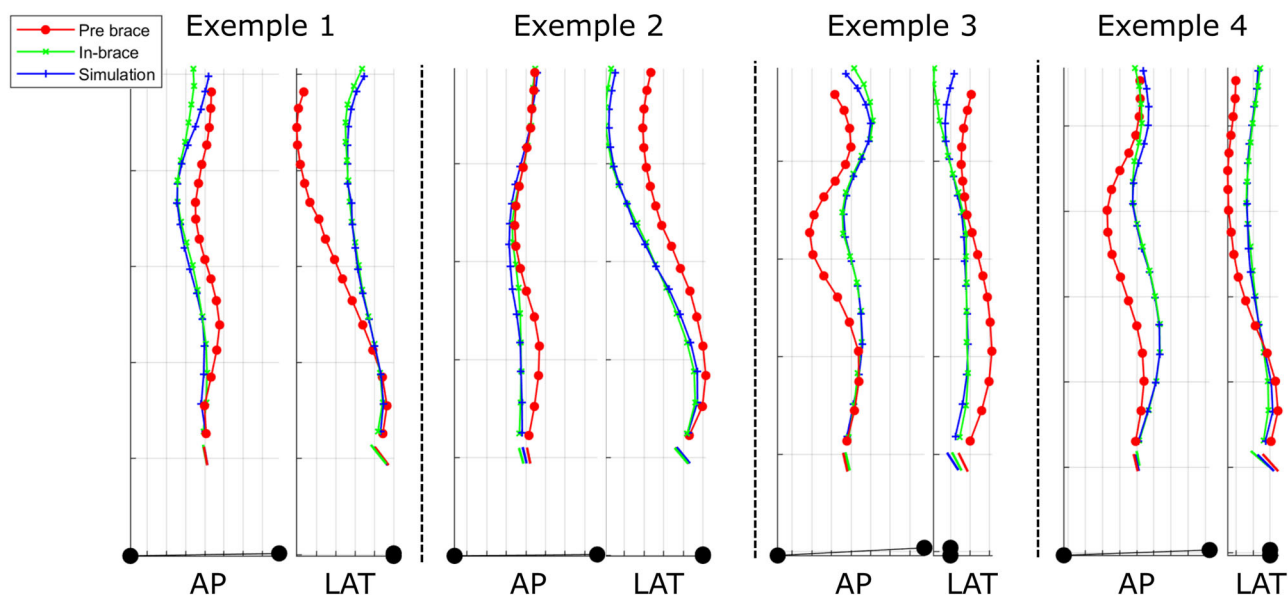 Pre brace
In-brace
Simulation
Exemple 1
Exemple 2
Exemple 3
Exemple 4
AP
LAT
AP
LAT
AP
LAT
AP
LAT